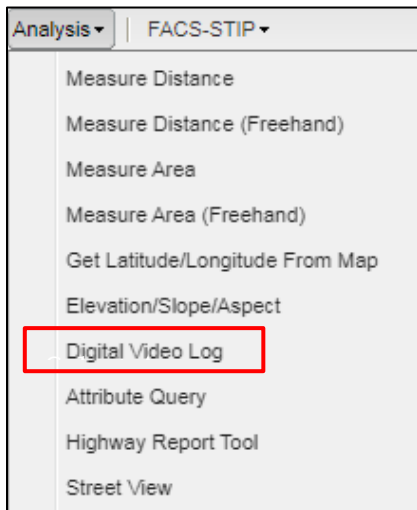 Analysis ▾ | FACS-STIP ▾
Measure Distance
Measure Distance (Freehand)
Measure Area
Measure Area (Freehand)
Get Latitude/Longitude From Map
Elevation/Slope/Aspect
Digital Video Log
Attribute Query
Highway Report Tool
Street View